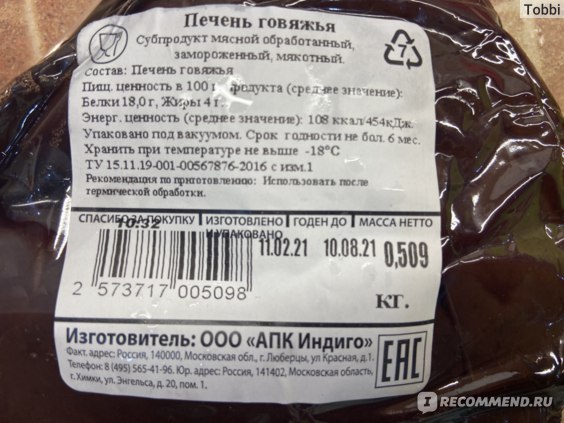 Tobbi
Печень говяжья
Субпродукт мясной обработанный,
замороженный, мякотный.
Состав: Печень говяжья
Пищ. ценность в 100 г продукта (среднее значение):
Белки 18,0 г, Жиры 4 г.
Энерг. ценность (среднее значение): 108 ккал/454кДж.
Упаковано под вакуумом. Срок годности не бол. 6 мес.
Хранить при температуре не выше -18°C
ТУ 15.11.19-001-00567876-2016 с изм.1
Рекомендация по приготовлению: Использовать после
термической обработки.
7
СПАСИБО ЗА ПОКУПКУ ИЗГОТОВЛЕНО И УПАКОВАНО ГОДЕН ДО МАССА НЕТТО
10:32 11.02.21 10.08.21 0,509
2 573717 005098
кг.
Изготовитель: ООО «АПК Индиго»
Факт. адрес: Россия, 140000, Московская обл., г. Люберцы, ул Красная, д.1.
Телефон: 8 (495) 565-41-96. Юр. адрес: Россия, 141402, Московская область,
г. Химки, ул. Энгельса, д. 20, пом. 1.
EAC
I RECOMMEND.RU